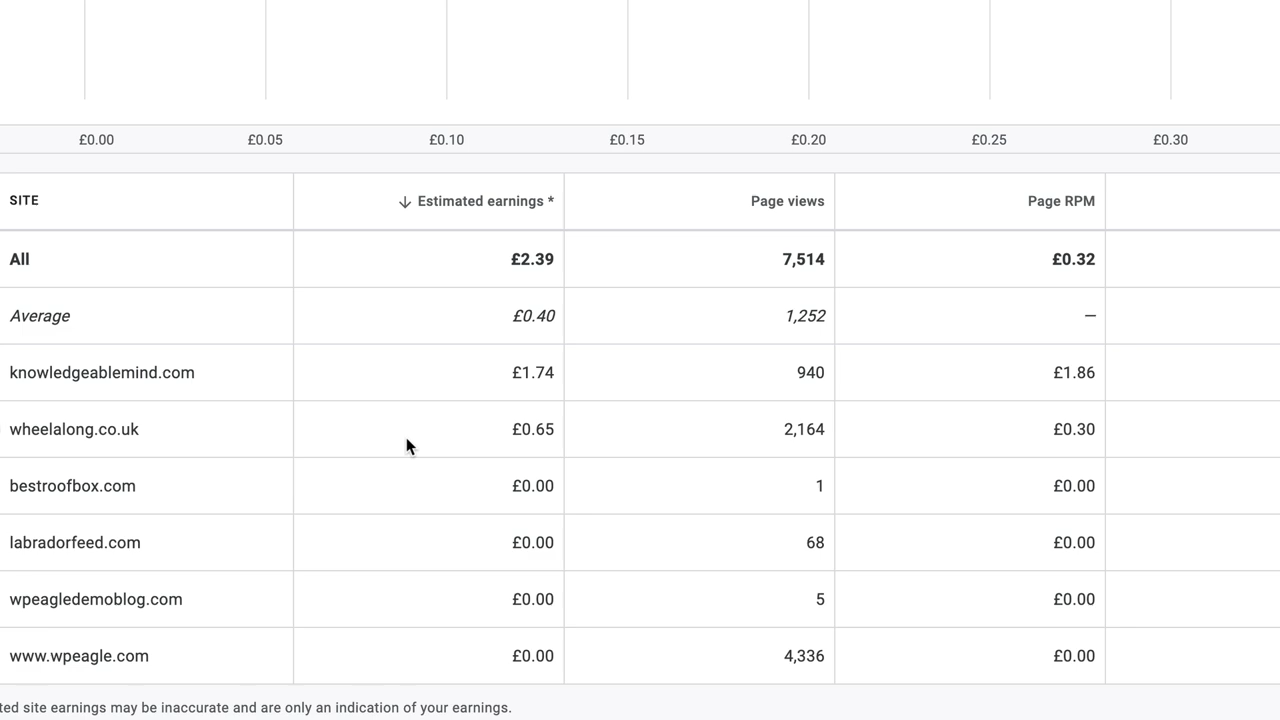 £0.00 £0.05 £0.10 £0.15 £0.20 £0.25 £0.30
SITE ↓ Estimated earnings * Page views Page RPM
All £2.39 7,514 £0.32
Average £0.40 1,252 —
knowledgeablemind.com £1.74 940 £1.86
wheelalong.co.uk £0.65 2,164 £0.30
bestroofbox.com £0.00 1 £0.00
labradorfeed.com £0.00 68 £0.00
wpeagledemoblog.com £0.00 5 £0.00
www.wpeagle.com £0.00 4,336 £0.00
ted site earnings may be inaccurate and are only an indication of your earnings.